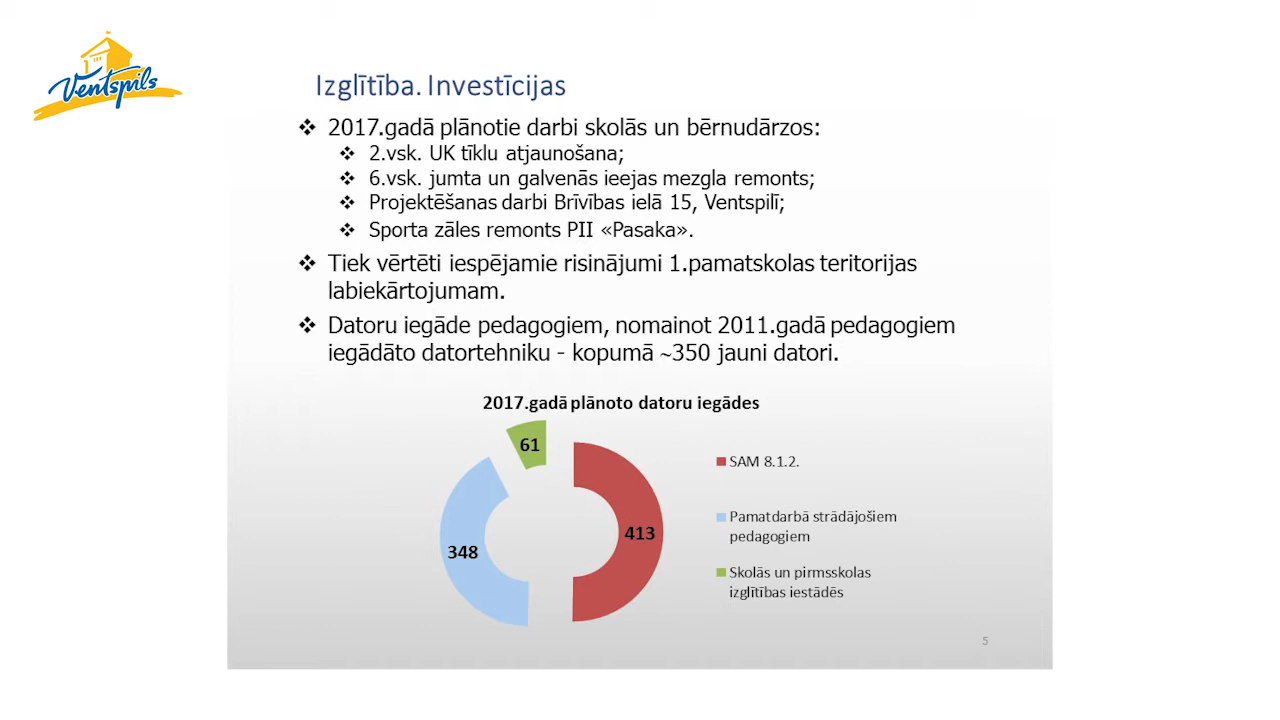 Ventspils
Izglītība. Investīcijas
❖ 2017.gadā plānotie darbi skolās un bērnudārzos:
❖ 2.vsk. UK tīklu atjaunošana;
❖ 6.vsk. jumta un galvenās ieejas mezgla remonts;
❖ Projektēšanas darbi Brīvības ielā 15, Ventspilī;
❖ Sporta zāles remonts PII «Pasaka».
❖ Tiek vērtēti iespējamie risinājumi 1.pamatskolas teritorijas
labiekārtojumam.
❖ Datoru iegāde pedagogiem, nomainot 2011.gadā pedagogiem
iegādāto datortehniku - kopumā ~350 jauni datori.
2017.gadā plānoto datoru iegādes
61
413
348
SAM 8.1.2.
Pamatdarbā strādājošiem
pedagogiem
Skolās un pirmsskolas
izglītības iestādēs
5